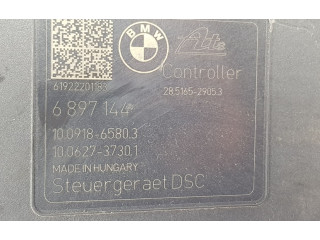 BMW
Ate
Controller
6192220118
28.5165-2905.3
6 897 144
10.0918-6580.3
10.0627-3730.1
MADE IN HUNGARY
Steuergeraet DSC